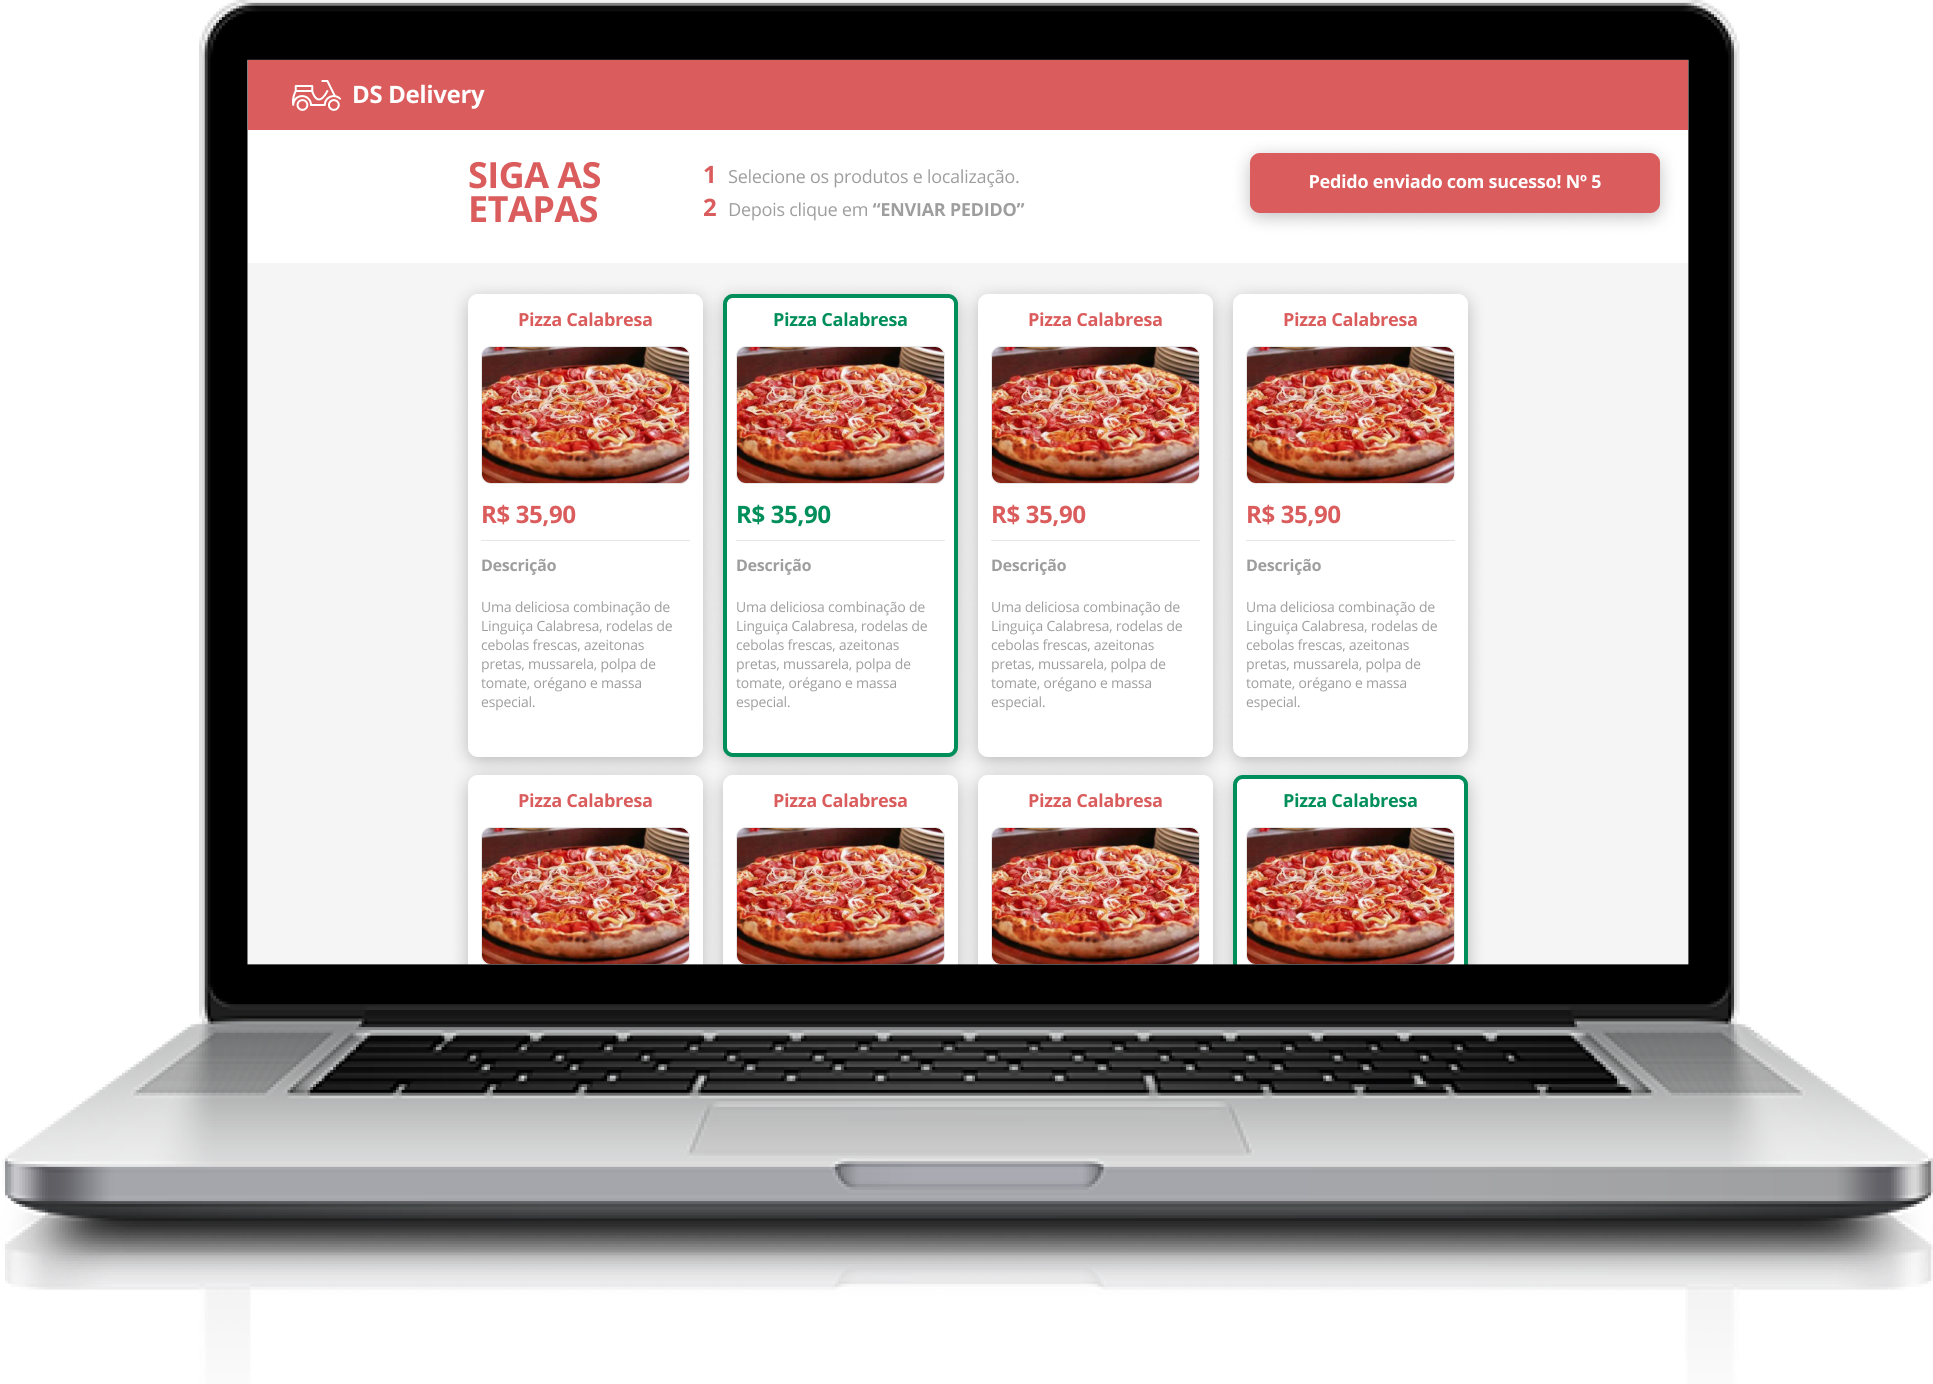 DS Delivery
SIGA AS
ETAPAS
1 Selecione os produtos e localização.
2 Depois clique em “ENVIAR PEDIDO”
Pedido enviado com sucesso! Nº 5
Pizza Calabresa
R$ 35,90
Descrição
Uma deliciosa combinação de
Linguiça Calabresa, rodelas de
cebolas frescas, azeitonas
pretas, mussarela, polpa de
tomate, orégano e massa
especial.
Pizza Calabresa
R$ 35,90
Descrição
Uma deliciosa combinação de
Linguiça Calabresa, rodelas de
cebolas frescas, azeitonas
pretas, mussarela, polpa de
tomate, orégano e massa
especial.
Pizza Calabresa
R$ 35,90
Descrição
Uma deliciosa combinação de
Linguiça Calabresa, rodelas de
cebolas frescas, azeitonas
pretas, mussarela, polpa de
tomate, orégano e massa
especial.
Pizza Calabresa
R$ 35,90
Descrição
Uma deliciosa combinação de
Linguiça Calabresa, rodelas de
cebolas frescas, azeitonas
pretas, mussarela, polpa de
tomate, orégano e massa
especial.
Pizza Calabresa
Pizza Calabresa
Pizza Calabresa
Pizza Calabresa